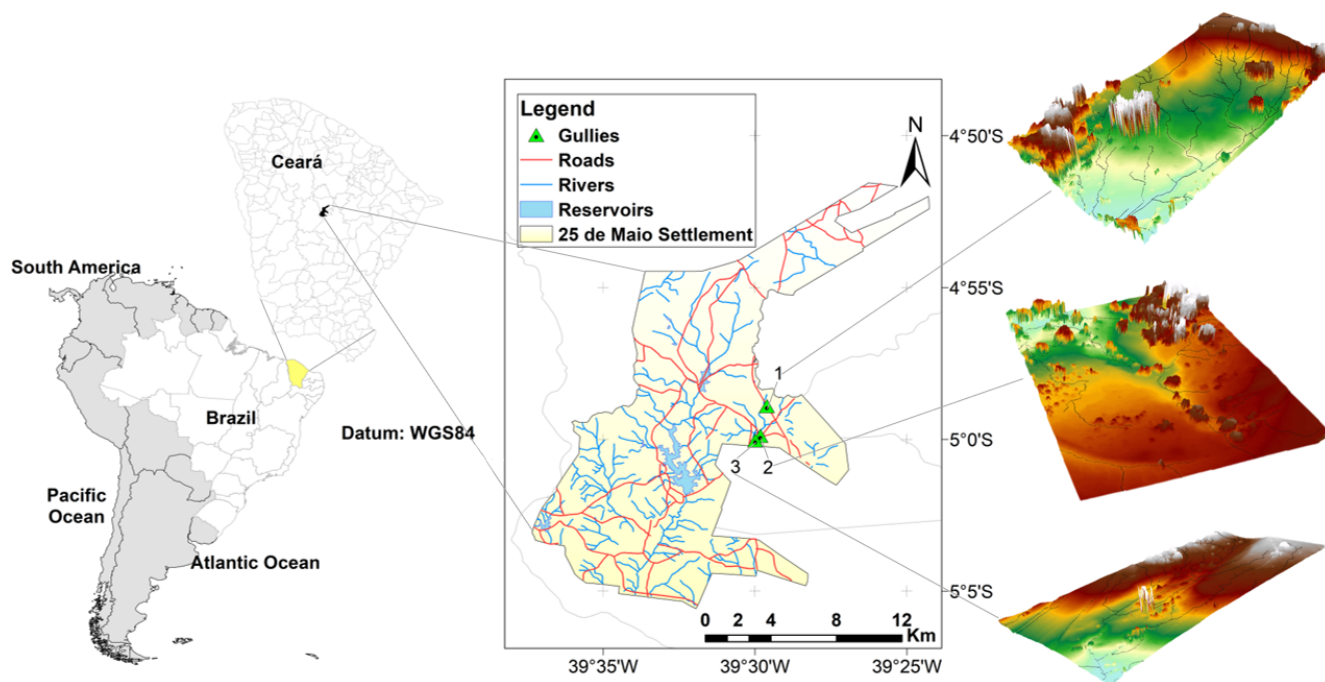 Ceará
South America
Brazil
Datum: WGS84
Pacific
Ocean
Atlantic Ocean
Legend
Gullies
Roads
Rivers
Reservoirs
25 de Maio Settlement
N
4°50'S
4°55'S
5°0'S
5°5'S
1
3
2
0 2 4 8 12
Km
39°35'W 39°30'W 39°25'W